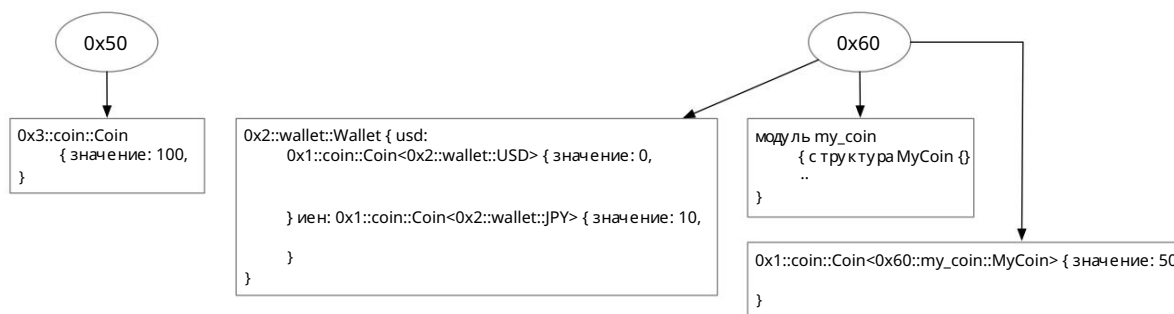 0x50
0x60
0x3::coin::Coin
{ значение: 100,
}
0x2::wallet::Wallet { usd:
0x1::coin::Coin<0x2::wallet::USD> { значение: 0,
} иен: 0x1::coin::Coin<0x2::wallet::JPY> { значение: 10,
}
}
модуль my_coin
{ структура MyCoin {}
..
}
0x1::coin::Coin<0x60::my_coin::MyCoin> { значение: 50
}